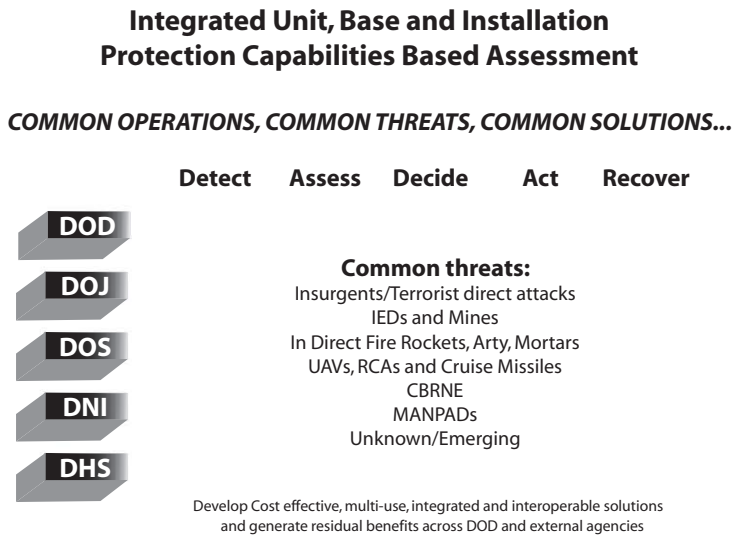 Integrated Unit, Base and Installation
Protection Capabilities Based Assessment
COMMON OPERATIONS, COMMON THREATS, COMMON SOLUTIONS...
Detect Assess Decide Act Recover
DOD
DOJ
DOS
DNI
DHS
Common threats:
Insurgents/Terrorist direct attacks
IEDs and Mines
In Direct Fire Rockets, Arty, Mortars
UAVs, RCAs and Cruise Missiles
CBRNE
MANPADs
Unknown/Emerging
Develop Cost effective, multi-use, integrated and interoperable solutions
and generate residual benefits across DOD and external agencies